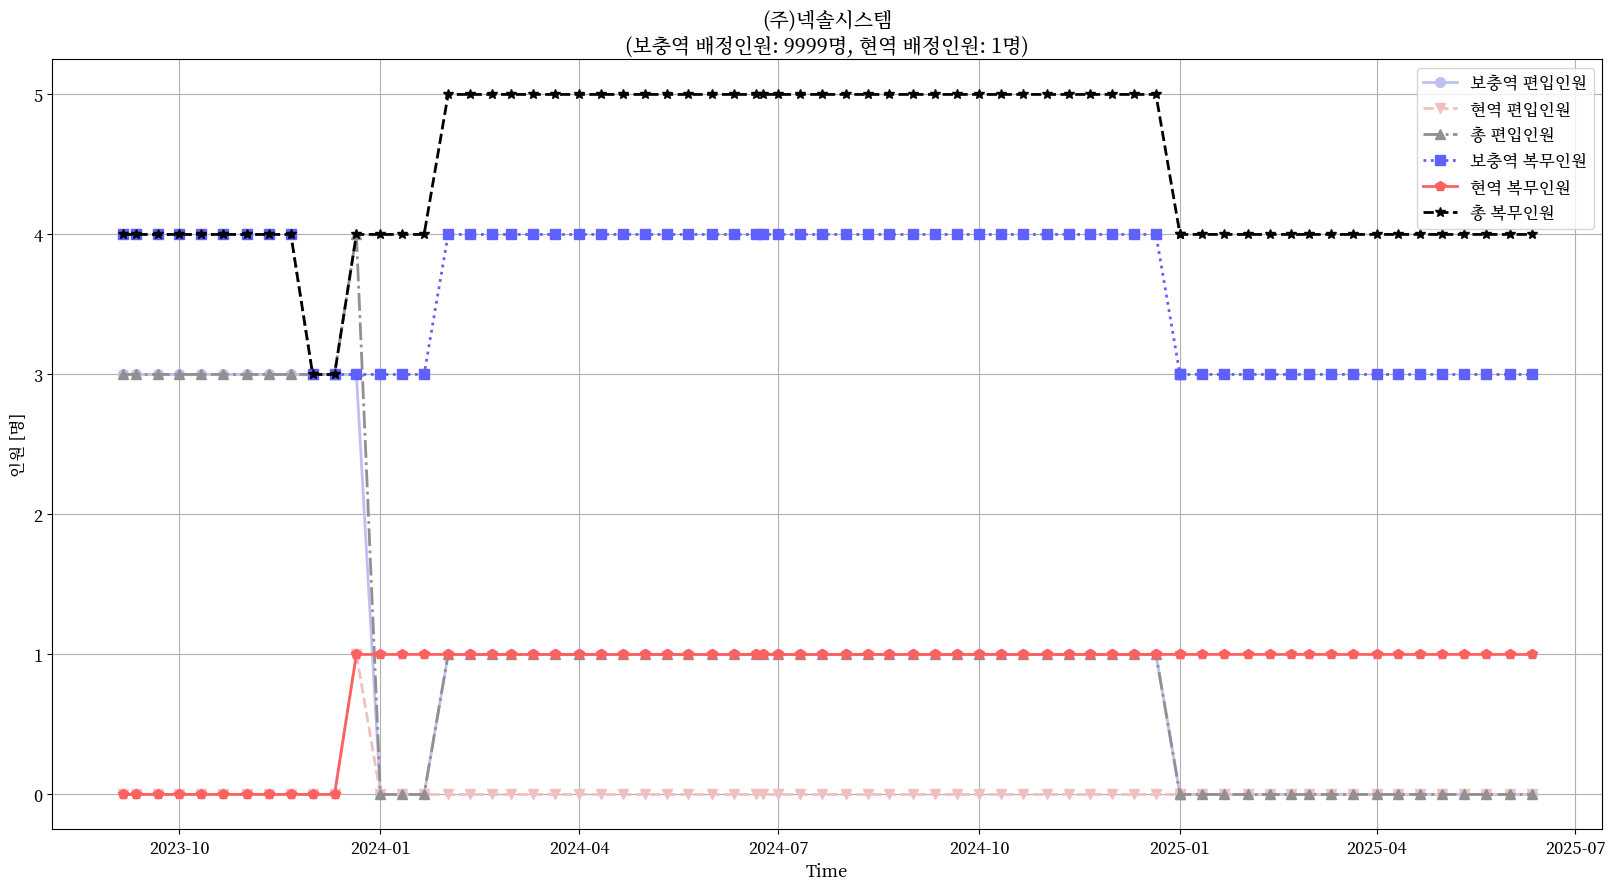 (주)넥솔시스템
(보충역 배정인원: 9999명, 현역 배정인원: 1명)
보충역 편입인원
현역 편입인원
총 편입인원
보충역 복무인원
현역 복무인원
총 복무인원
인원 [명]
5
4
3
2
1
0
2023-10
2024-01
2024-04
2024-07
2024-10
2025-01
2025-04
2025-07
Time